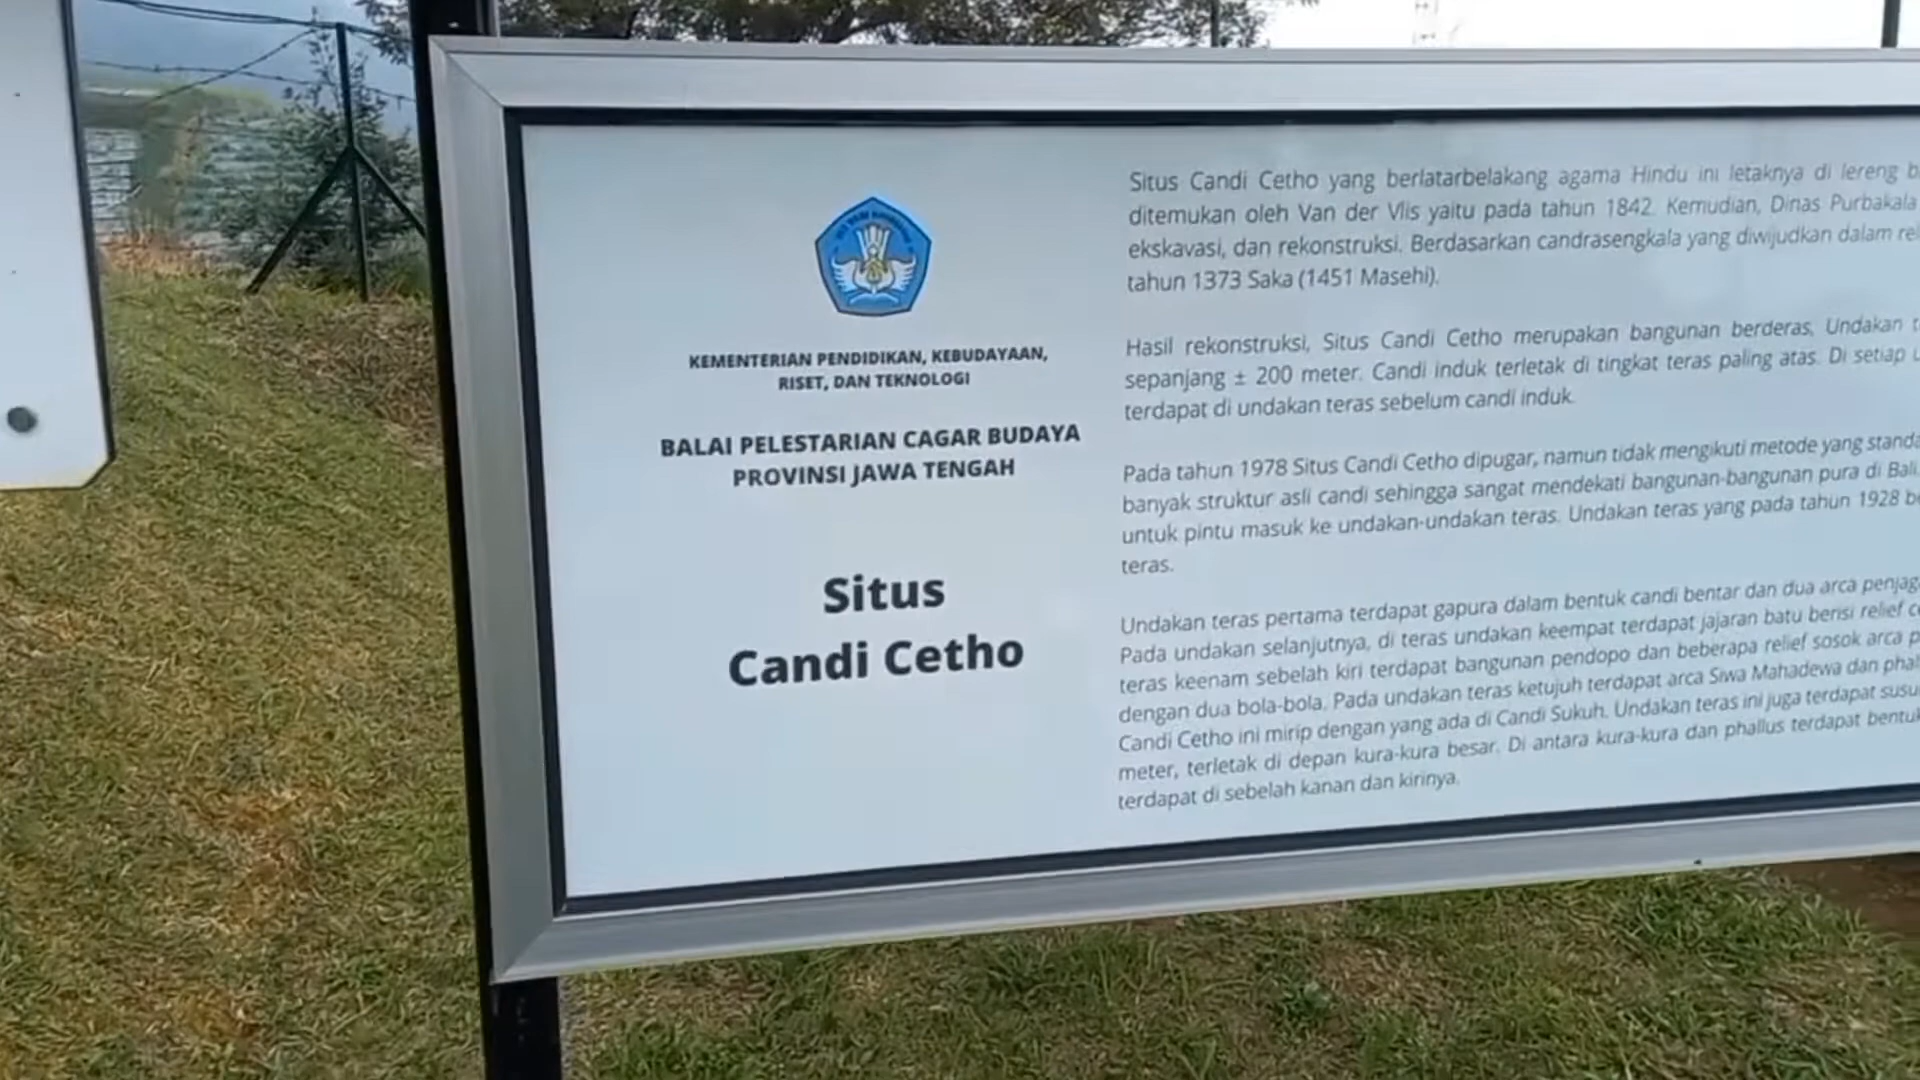 KEMENTERIAN PENDIDIKAN, KEBUDAYAAN,
RISET, DAN TEKNOLOGI
BALAI PELESTARIAN CAGAR BUDAYA
PROVINSI JAWA TENGAH
Situs
Candi Cetho
Situs Candi Cetho yang berlatarbelakang agama Hindu ini letaknya di lereng
ditemukan oleh Van der Vlis yaitu pada tahun 1842. Kemudian, Dinas Purbakala
ekskavasi, dan rekonstruksi. Berdasarkan candrasengkala yang diwijudkan dalam
tahun 1373 Saka (1451 Masehi).
Hasil rekonstruksi, Situs Candi Cetho merupakan bangunan berderas, Undakan
sepanjang ± 200 meter. Candi induk terletak di tingkat teras paling atas. Di setiap
terdapat di undakan teras sebelum candi induk.
Pada tahun 1978 Situs Candi Cetho dipugar, namun tidak mengikuti metode yang
banyak struktur asli candi sehingga sangat mendekati bangunan-bangunan pura di Bali.
untuk pintu masuk ke undakan-undakan teras. Undakan teras yang pada tahun 1928
teras.
Undakan teras pertama terdapat gapura dalam bentuk candi bentar dan dua arca
Pada undakan selanjutnya, di teras undakan keempat terdapat jajaran batu berisi relief
teras keenam sebelah kiri terdapat bangunan pendopo dan beberapa relief sosok arca
dengan dua bola-bola. Pada undakan teras ketujuh terdapat arca Siwa Mahadewa dan
Candi Cetho ini mirip dengan yang ada di Candi Sukuh. Undakan teras ini juga terdapat
meter, terletak di depan kura-kura besar. Di antara kura-kura dan phallus terdapat bentuk
terdapat di sebelah kanan dan kirinya.